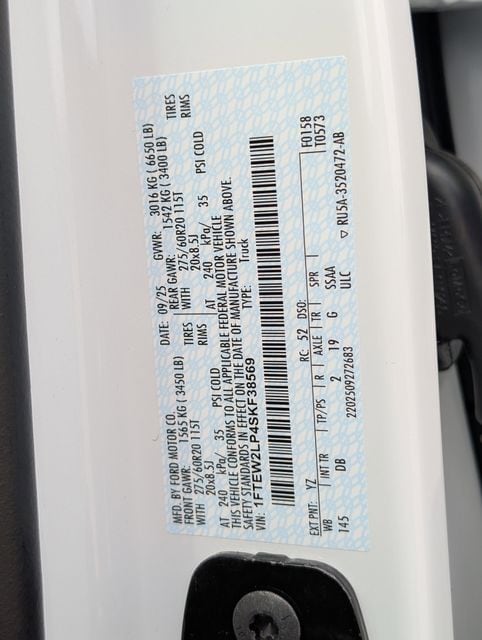 MFD. BY FORD MOTOR CO.
DATE: 09/25 GVWR: 3016 KG ( 6650 LB)
FRONT GAWR: 1565 KG ( 3450 LB) REAR GAWR: 1542 KG ( 3400 LB)
WITH 275/60R20 115T TIRES WITH 275/60R20 115T TIRES
20x8.5J RIMS 20x8.5J RIMS
AT 240 kPa/ 35 PSI COLD AT 240 kPa/ 35 PSI COLD
THIS VEHICLE CONFORMS TO ALL APPLICABLE FEDERAL MOTOR VEHICLE
SAFETY STANDARDS IN EFFECT ON THE DATE OF MANUFACTURE SHOWN ABOVE.
VIN: 1FTEW2LP4SKF38569 TYPE: Truck
F0158
T0573
EXT PNT: YZ RC: 52 DSO:
WB INT TR TP/PS R AXLE TR SPR
145 DB 2 19 G SSAA
2202509272683 ULC ▽ RU5A-3520472-AB